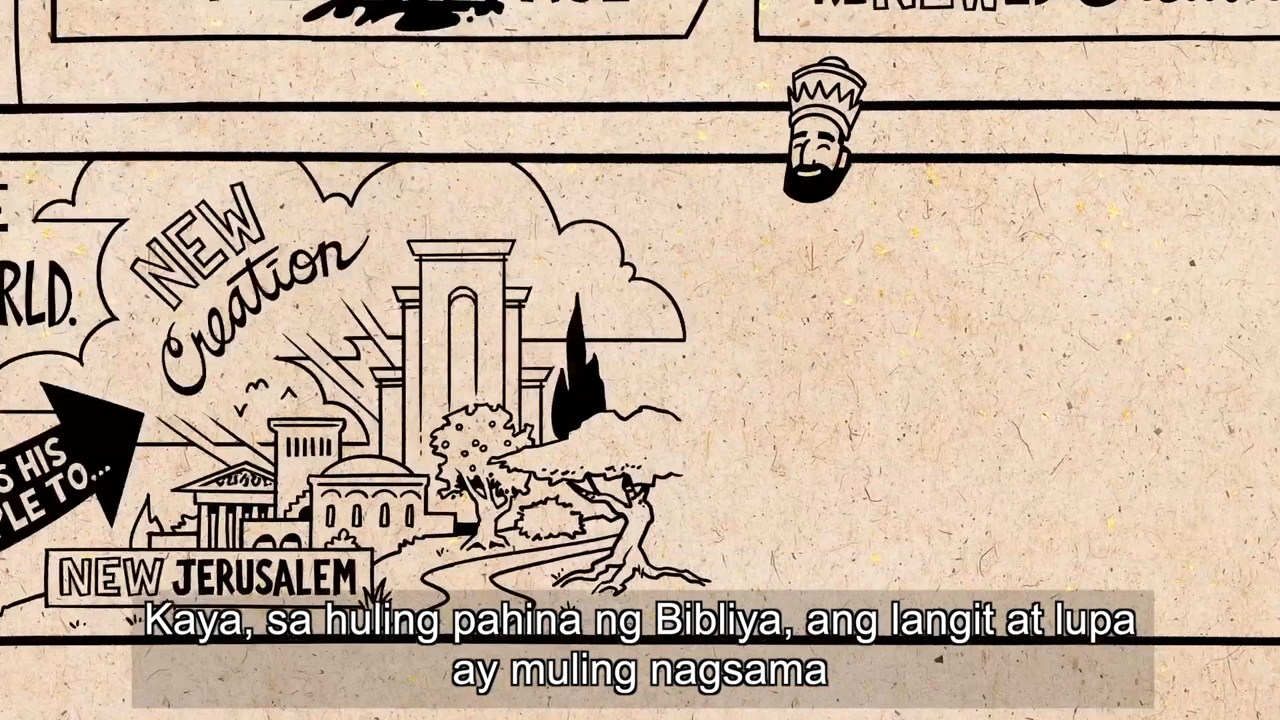 RLD.
NEW
Creation
S HIS
PLE TO...
NEW JERUSALEM
Kaya, sa huling pahina ng Bibliya, ang langit at lupa
ay muling nagsama